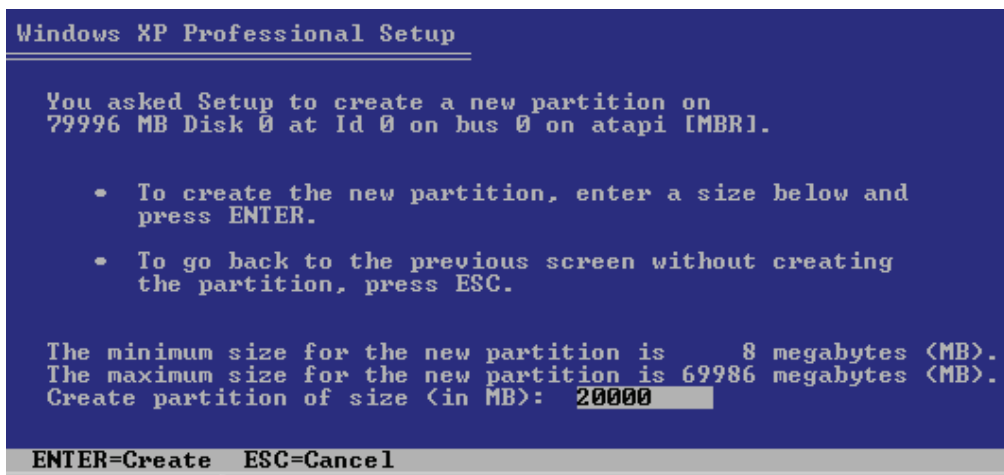 Windows XP Professional Setup
You asked Setup to create a new partition on
79996 MB Disk 0 at Id 0 on bus 0 on atapi [MBR].
• To create the new partition, enter a size below and
press ENTER.
• To go back to the previous screen without creating
the partition, press ESC.
The minimum size for the new partition is 8 megabytes (MB).
The maximum size for the new partition is 69986 megabytes (MB).
Create partition of size (in MB): 20000
ENTER=Create ESC=Cancel